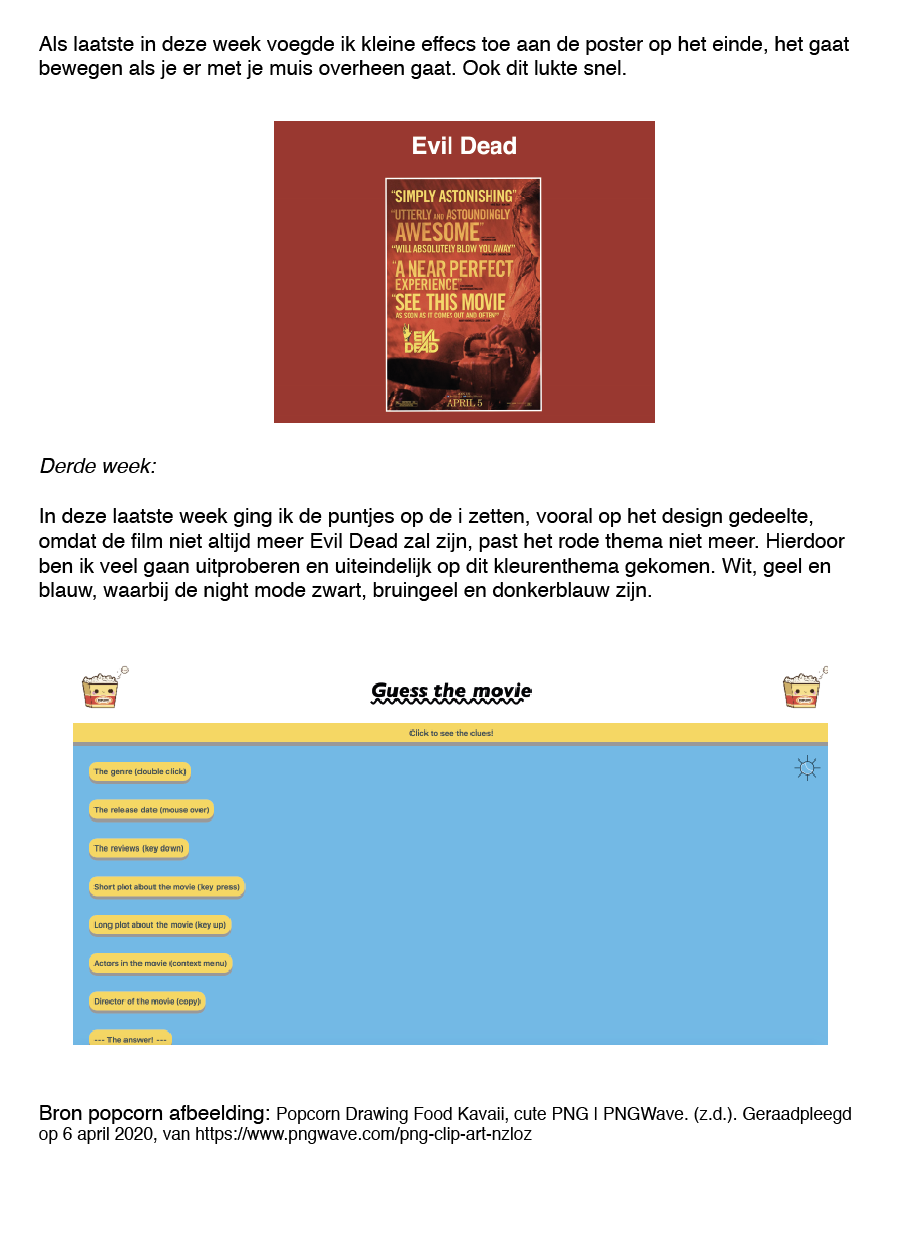 Als laatste in deze week voegde ik kleine effecs toe aan de poster op het einde, het gaat
bewegen als je er met je muis overheen gaat. Ook dit lukte snel.
Evil Dead
“SIMPLY ASTONISHING”
“UTTERLY AND ASTOUNDINGLY
AWESOME”
“WILL ABSOLUTELY BLOW YOU AWAY”
“A NEAR PERFECT
EXPERIENCE”
“SEE THIS MOVIE
AS SOON AS IT COMES OUT AND OFTEN!”
EVIL
DEAD
APRIL 5
Derde week:
In deze laatste week ging ik de puntjes op de i zetten, vooral op het design gedeelte,
omdat de film niet altijd meer Evil Dead zal zijn, past het rode thema niet meer. Hierdoor
ben ik veel gaan uitproberen en uiteindelijk op dit kleurenthema gekomen. Wit, geel en
blauw, waarbij de night mode zwart, bruingeel en donkerblauw zijn.
Guess the movie
Click to see the clues!
The genre (double click)
The release date (mouse over)
The reviews (key down)
Short plot about the movie (key press)
Long plot about the movie (key up)
Actors in the movie (context menu)
Director of the movie (copy)
--- The answer! ---
Bron popcorn afbeelding: Popcorn Drawing Food Kavaii, cute PNG | PNGWave. (z.d.). Geraadpleegd
op 6 april 2020, van https://www.pngwave.com/png-clip-art-nzloz